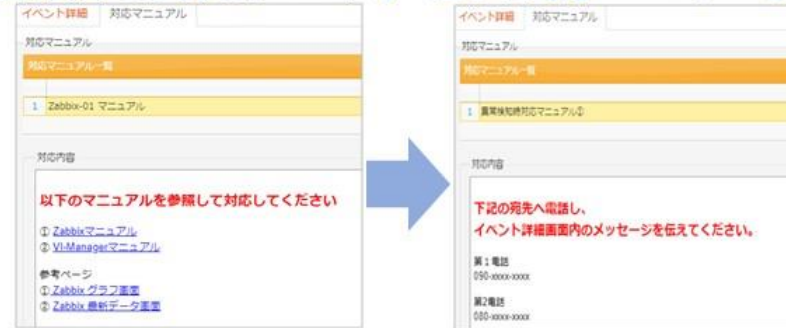 イベント詳細 対応マニュアル
対応マニュアル
対応マニュアル一覧
1 Zabbix-01 マニュアル
対応内容
以下のマニュアルを参照して対応してください
① Zabbixマニュアル
② VI-Managerマニュアル
参考ページ
① Zabbix グラフ画面
② Zabbix 最新データ画面
イベント詳細 対応マニュアル
対応マニュアル
対応マニュアル一覧
1 異常検知時対応マニュアル①
対応内容
下記の宛先へ電話し、
イベント詳細画面内のメッセージを伝えてください。
第1電話
090-xxxx-xxxx
第2電話
080-xxxx-xxxx